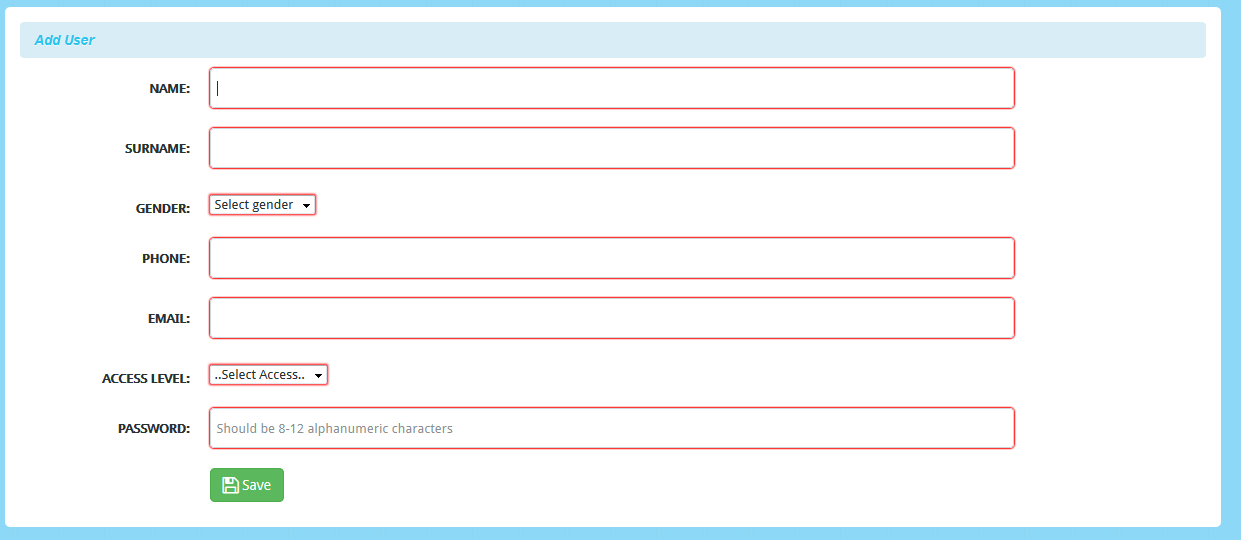 Add User
NAME:
SURNAME:
GENDER: Select gender
PHONE:
EMAIL:
ACCESS LEVEL: ..Select Access..
PASSWORD: Should be 8-12 alphanumeric characters
Save